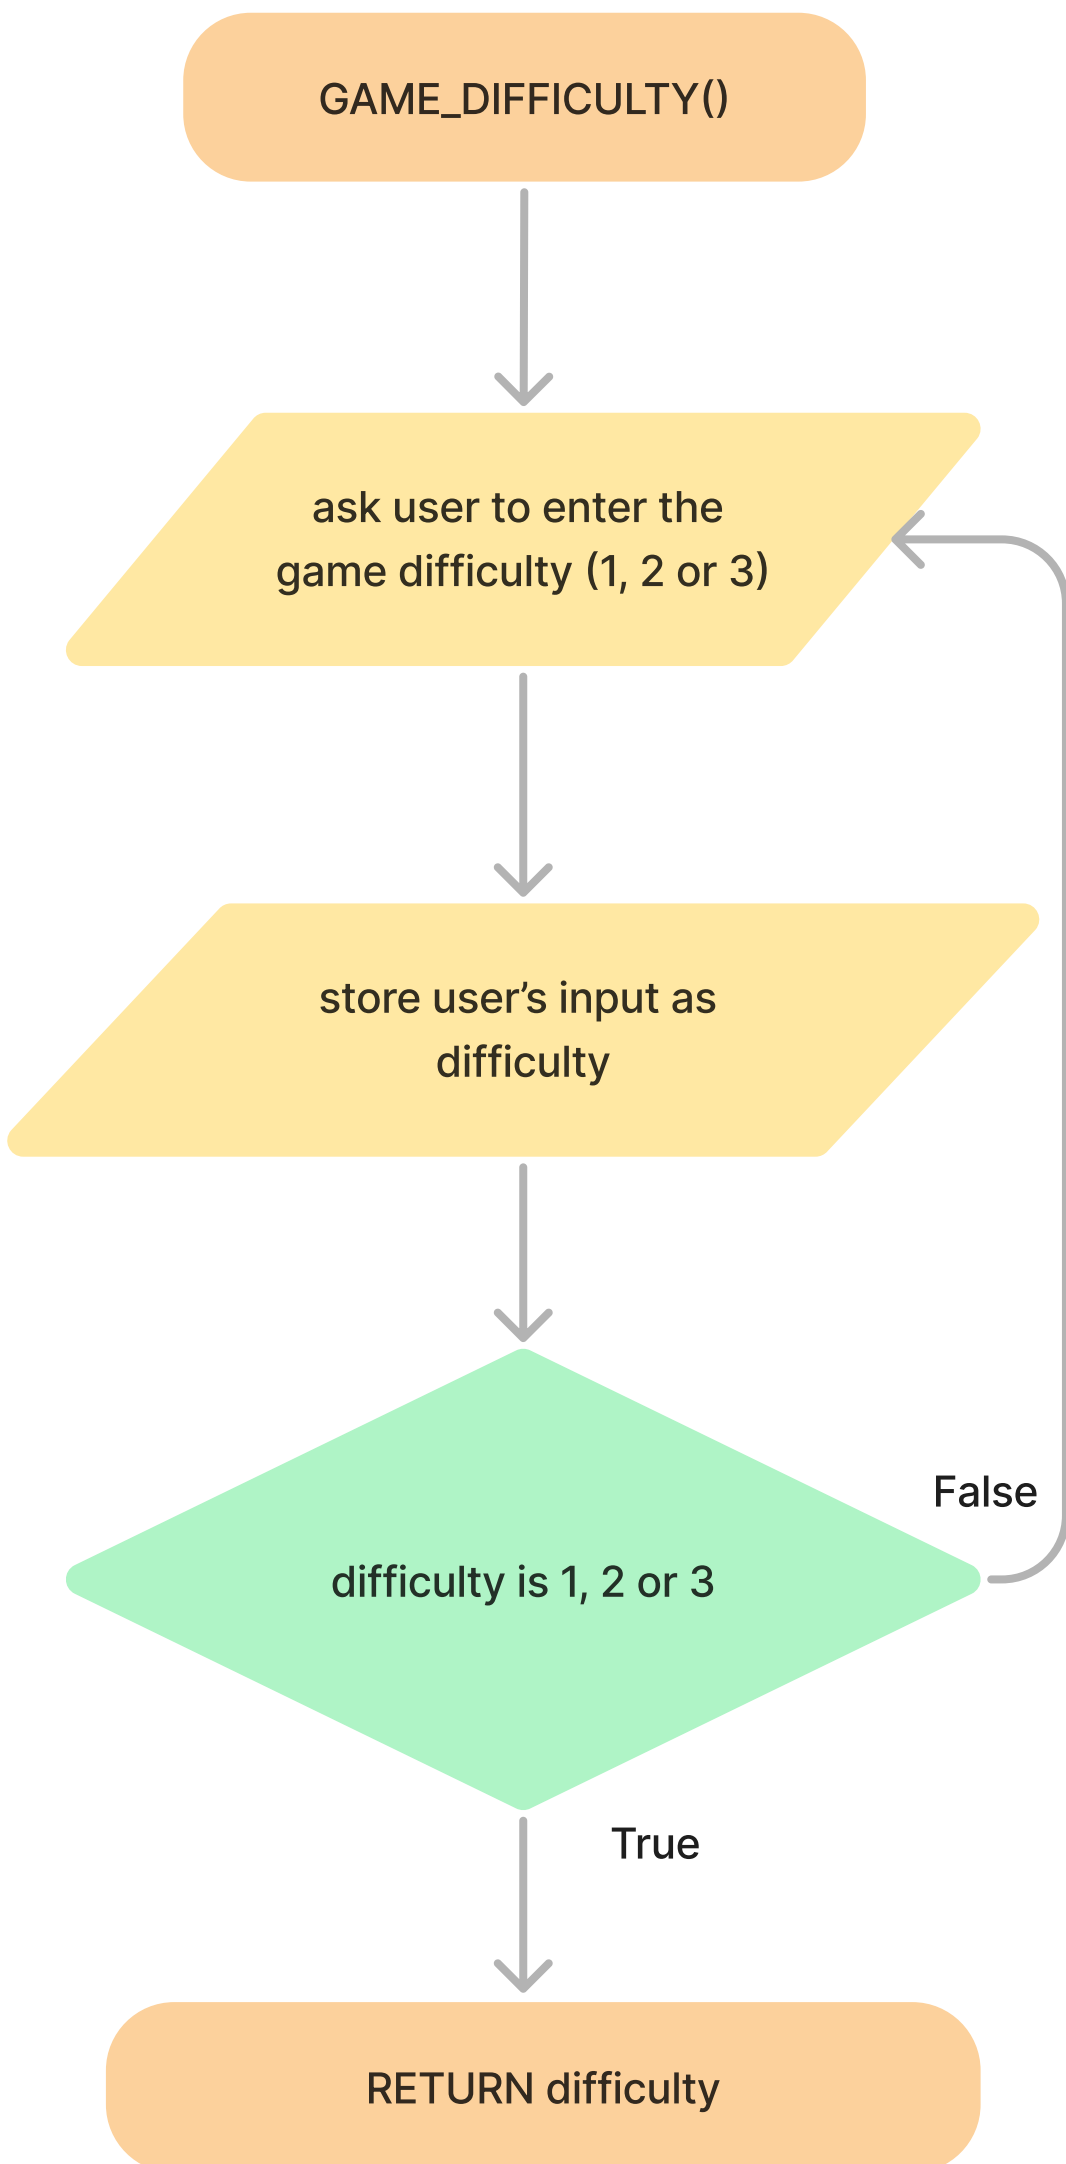 GAME_DIFFICULTY()
ask user to enter the
game difficulty (1, 2 or 3)
store user’s input as
difficulty
difficulty is 1, 2 or 3
False
True
RETURN difficulty